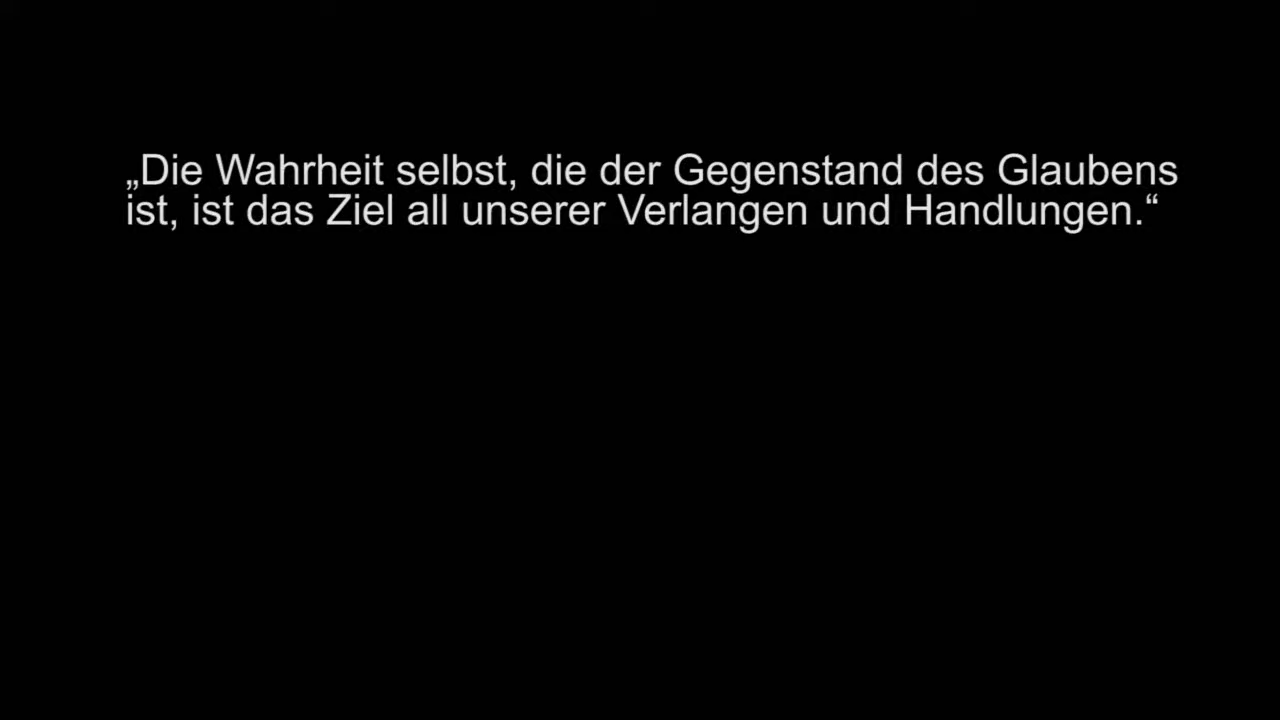 „Die Wahrheit selbst, die der Gegenstand des Glaubens
ist, ist das Ziel all unserer Verlangen und Handlungen.“